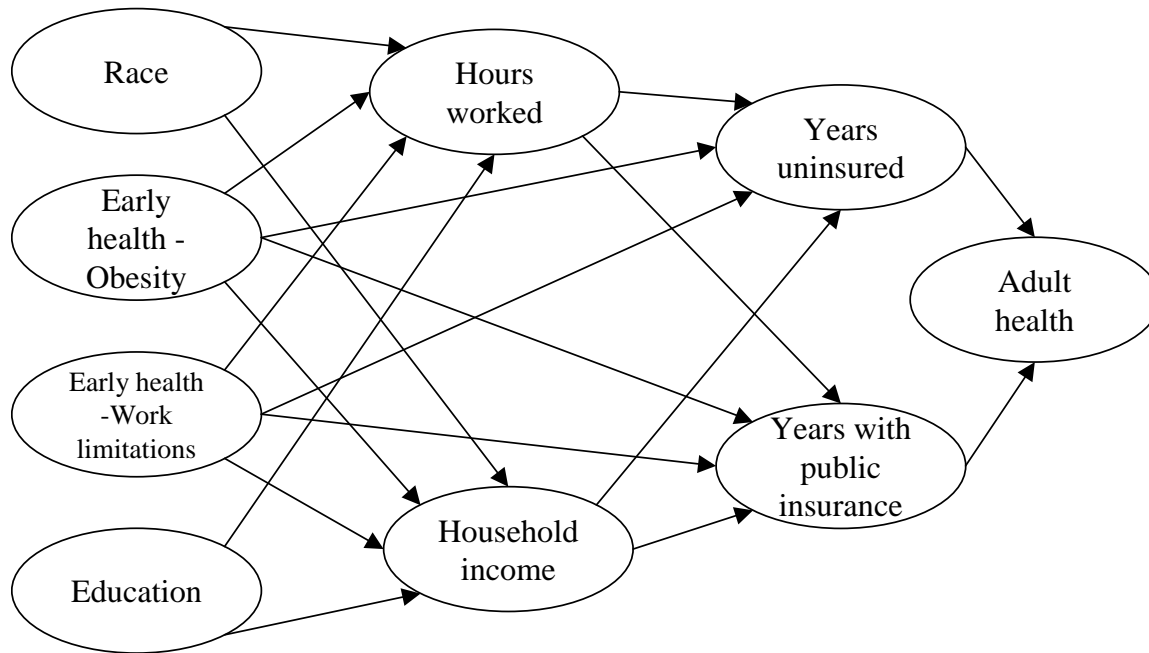 Race
Early
health -
Obesity
Early health
-Work
limitations
Education
Hours
worked
Household
income
Years
uninsured
Years with
public
insurance
Adult
health